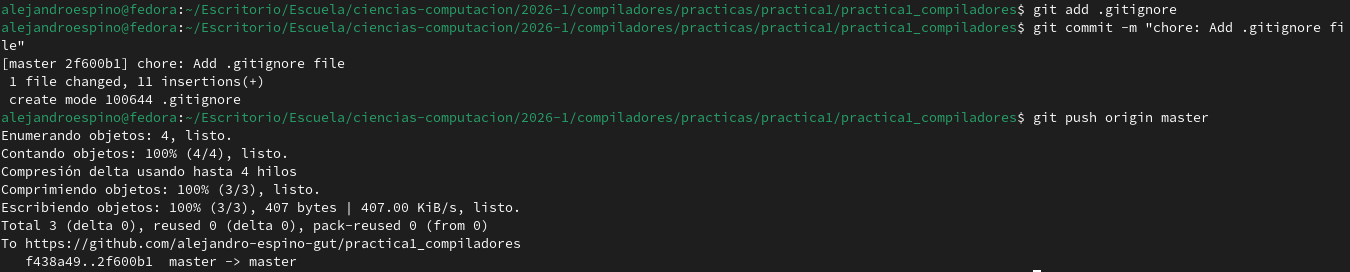 alejandroespino@fedora:~/Escritorio/Escuela/ciencias-computacion/2026-1/compiladores/practicas/practica1/practica1_compiladores$ git add .gitignore
alejandroespino@fedora:~/Escritorio/Escuela/ciencias-computacion/2026-1/compiladores/practicas/practica1/practica1_compiladores$ git commit -m "chore: Add .gitignore fi
le"
[master 2f600b1] chore: Add .gitignore file
 1 file changed, 11 insertions(+)
 create mode 100644 .gitignore
alejandroespino@fedora:~/Escritorio/Escuela/ciencias-computacion/2026-1/compiladores/practicas/practica1/practica1_compiladores$ git push origin master
Enumerando objetos: 4, listo.
Contando objetos: 100% (4/4), listo.
Compresión delta usando hasta 4 hilos
Comprimiendo objetos: 100% (3/3), listo.
Escribiendo objetos: 100% (3/3), 407 bytes | 407.00 KiB/s, listo.
Total 3 (delta 0), reused 0 (delta 0), pack-reused 0 (from 0)
To https://github.com/alejandro-espino-gut/practica1_compiladores
   f438a49..2f600b1  master -> master